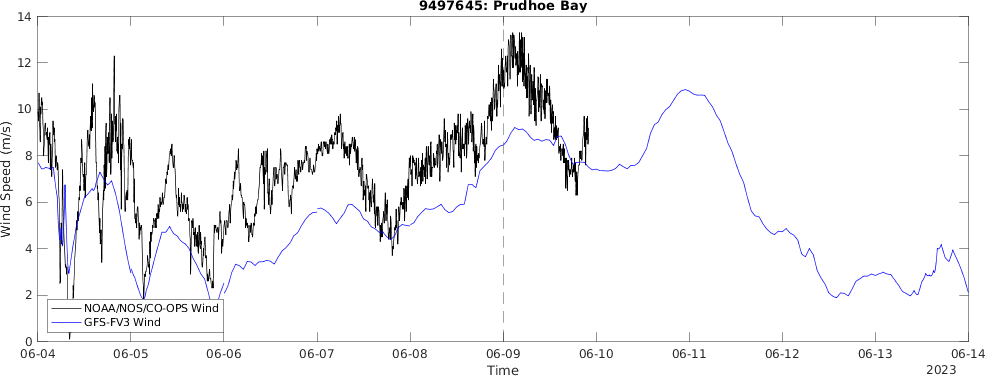 9497645: Prudhoe Bay
14
12
10
8
6
4
2
0
Wind Speed (m/s)
NOAA/NOS/CO-OPS Wind
GFS-FV3 Wind
06-04 06-05 06-06 06-07 06-08 06-09 06-10 06-11 06-12 06-13 06-14
Time
2023